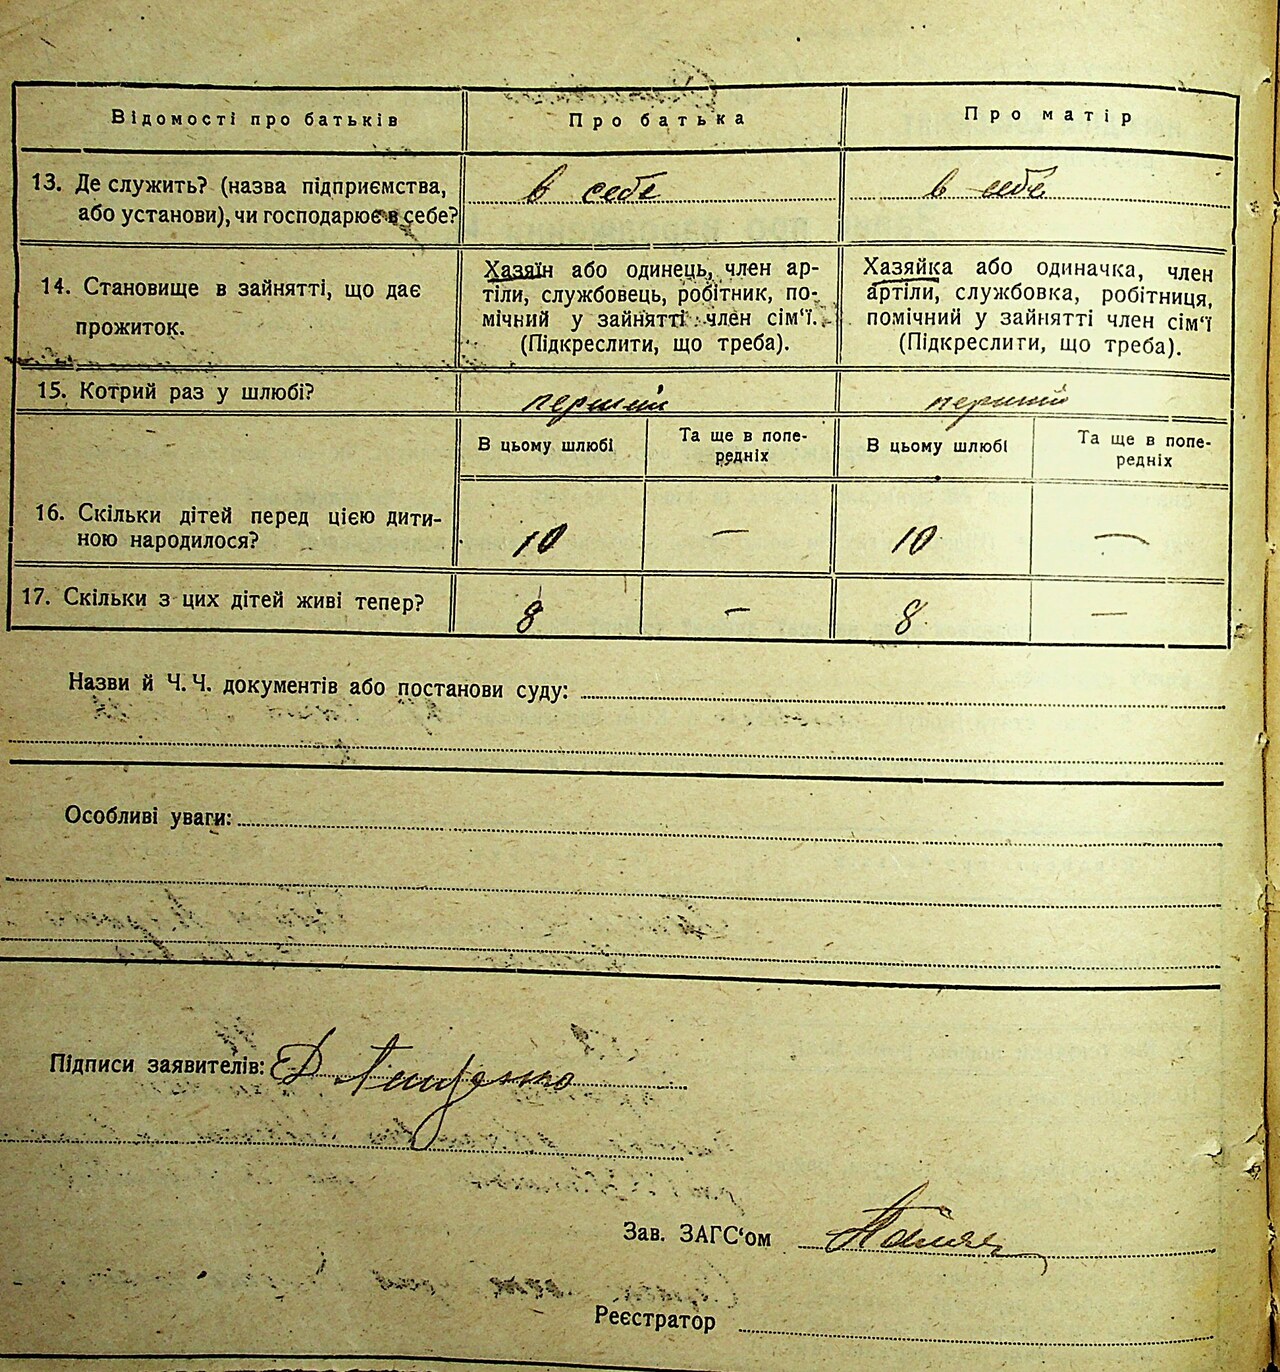 Відомості про батьків Про батька Про матір
13. Де служить? (назва підприємства, в себе в себе
або установи), чи господарює в себе?
14. Становище в зайнятті, що дає
прожиток.
Хазяїн або одинець, член ар-
тіли, службовець, робітник, по-
мічний у зайнятті член сім‘ї.
(Підкреслити, що треба).
Хазяйка або одиначка, член
артіли, службовка, робітниця,
помічний у зайнятті член сім‘ї
(Підкреслити, що треба).
15. Котрий раз у шлюбі? перший перший
В цьому шлюбі Та ще в попе- В цьому шлюбі Та ще в попе-
редніх редніх
16. Скільки дітей перед цією дити-
ною народилося? 10 — 10 —
17. Скільки з цих дітей живі тепер? 8 — 8 —
Назви й Ч. Ч. документів або постанови суду:
Особливі уваги:
Підписи заявителів: Д
Зав. ЗАГС‘ом
Реєстратор